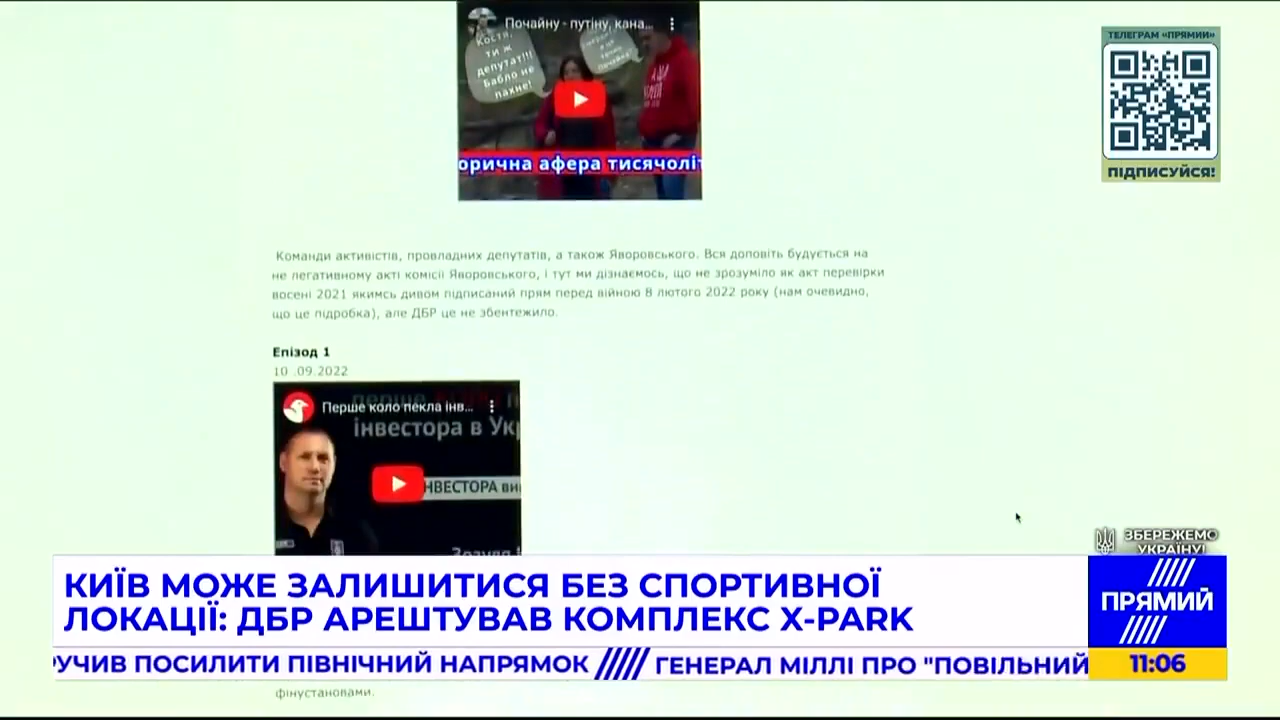 Почайну - путіну, кана...
Костя,
ти ж
депутат!!!
Бабло не
пахне!
орична афера тисячоліт
ТЕЛЕГРАМ «ПРЯМИЙ»
ПІДПИСУЙСЯ!
Команди активістів, провладних депутатів, а також Яворовського. Вся доповіть будується на
не легативному акті комісії Яворовського, і тут ми дізнаємось, що не зрозуміло як акт перевірки
восені 2021 якимсь дивом підписаний прям перед війною 8 лютого 2022 року (нам очевидно,
що це підробка), але ДБР це не збентежило.
Епізод 1
10 .09.2022
Перше коло пекла інв...
інвестора в Укр
НВЕСТОРА ви
ЗБЕРЕЖЕМО
УКРАЇНУ!
КИЇВ МОЖЕ ЗАЛИШИТИСЯ БЕЗ СПОРТИВНОЇ
ЛОКАЦІЇ: ДБР АРЕШТУВАВ КОМПЛЕКС X-PARK
ПРЯМИЙ
РУЧИВ ПОСИЛИТИ ПІВНІЧНИЙ НАПРЯМОК //// ГЕНЕРАЛ МІЛЛІ ПРО "ПОВІЛЬНИЙ
11:06
фінустановами.